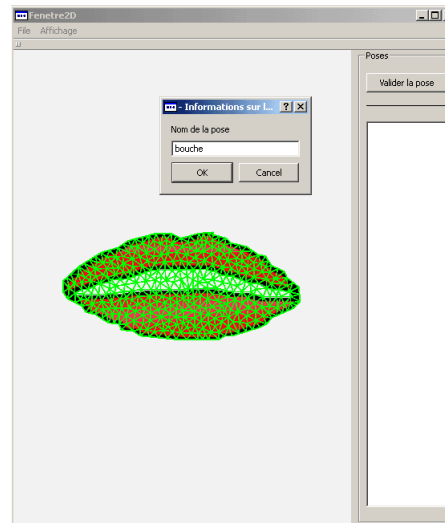 Fenetre2D
File Affichage
Poses
Valider la pose
- Informations sur l...
Nom de la pose
bouche
OK Cancel